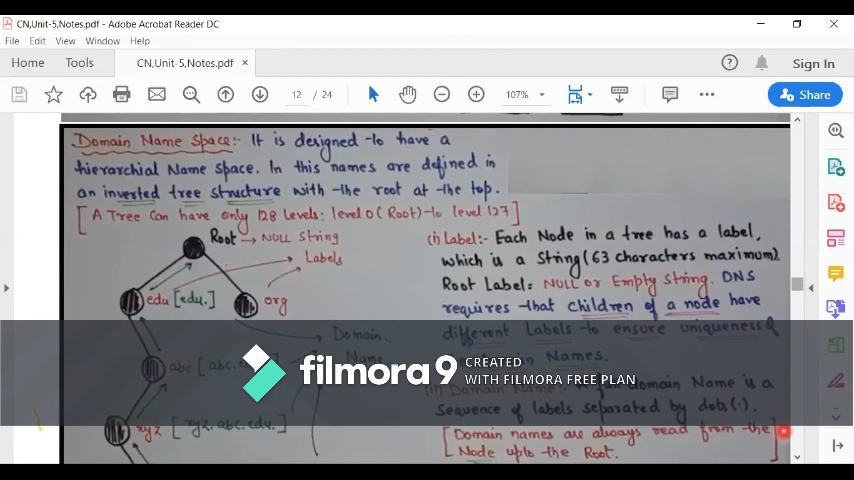 CN,Unit-5,Notes.pdf - Adobe Acrobat Reader DC
File Edit View Window Help
Home Tools CN,Unit-5,Notes.pdf × Sign In
12 / 24 107% Share
Domain Name Space:- It is designed to have a
hierarchial Name space. In this names are defined in
an inverted tree structure with the root at the top.
[A Tree Can have only 128 Levels: level 0 (Root) to level 127]
Root → NULL String
Labels
edu [edu.]
org
(i) Label:- Each Node in a tree has a label,
which is a String (63 characters maximum).
Root Label = NULL or Empty String. DNS
requires that children of a node have
different Labels to ensure uniqueness of
Names.
Domain
Name
abc [abc.
filmora9 CREATED
WITH FILMORA FREE PLAN
Domain Name is a
Sequence of labels separated by dots (.).
[Domain names are always read from the
Node upto the Root.]
xyz [xyz.abc.edu.]